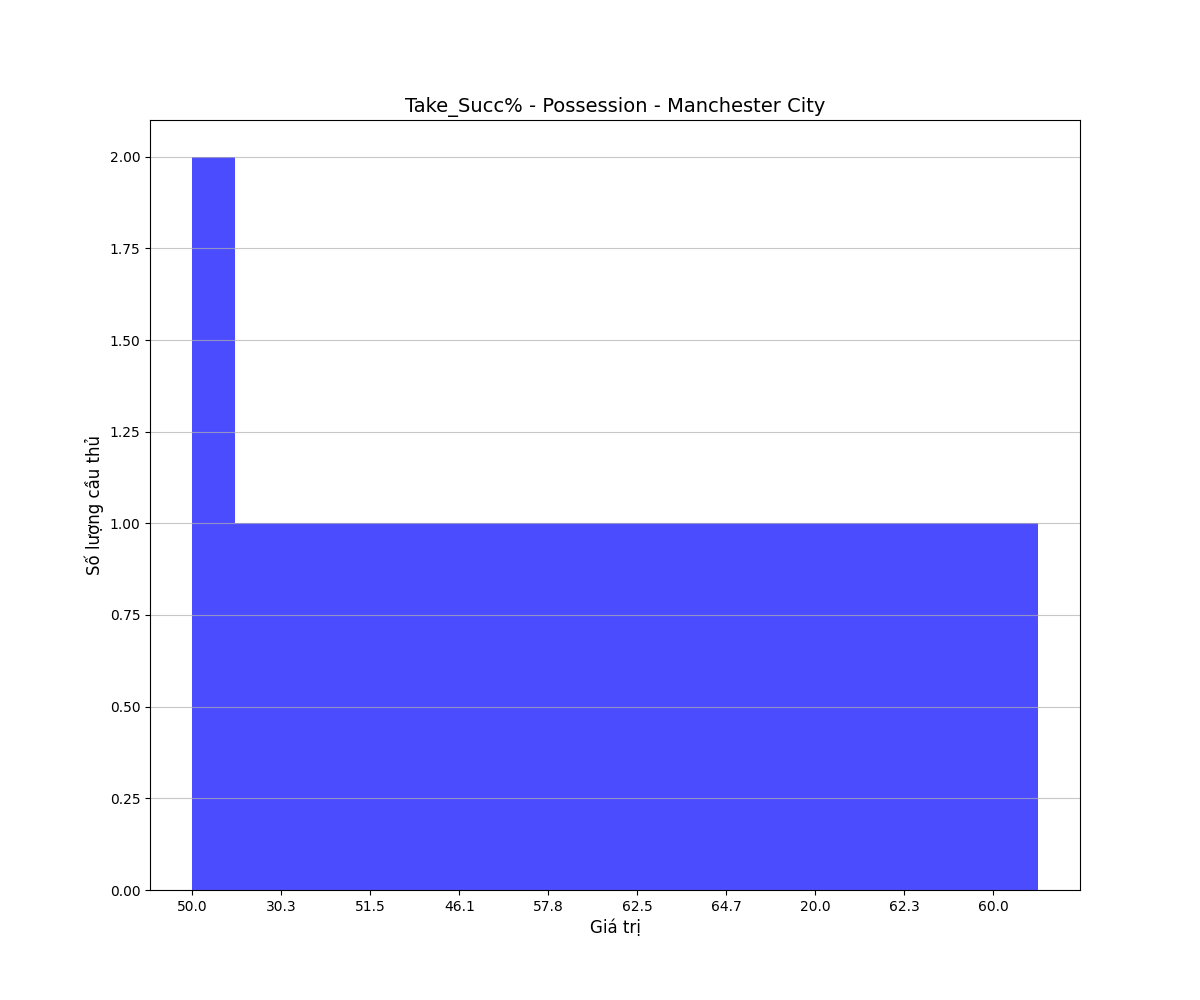 Take_Succ% - Possession - Manchester City
2.00
1.75
1.50
1.25
1.00
0.75
0.50
0.25
0.00
Số lượng cầu thủ
50.0 30.3 51.5 46.1 57.8 62.5 64.7 20.0 62.3 60.0
Giá trị